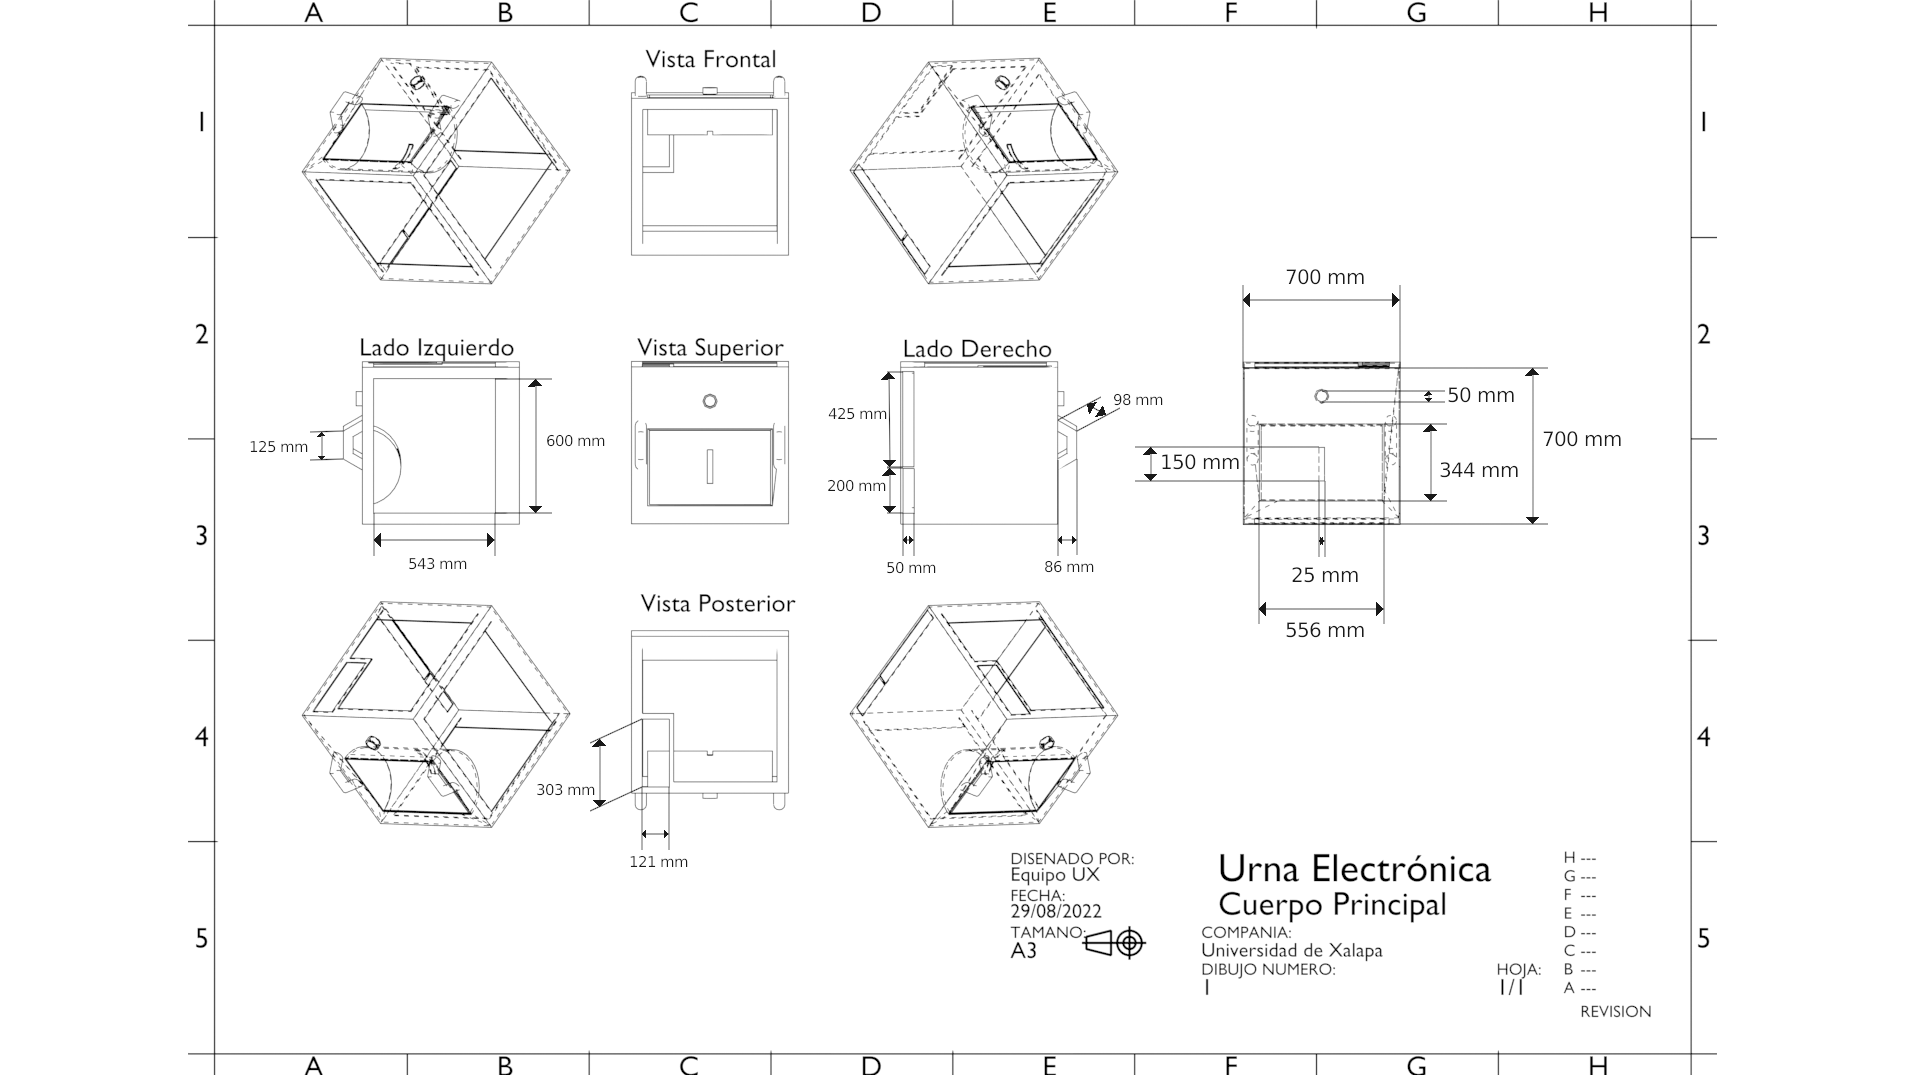 A B C D E F G H
Vista Frontal
1 1
700 mm
2 2
Lado Izquierdo Vista Superior Lado Derecho
425 mm 98 mm 50 mm
125 mm 600 mm 700 mm
150 mm 344 mm
200 mm
3 3
543 mm 50 mm 86 mm
25 mm
Vista Posterior
556 mm
4 4
303 mm
121 mm
DISENADO POR:
Equipo UX
FECHA:
29/08/2022
TAMANO:
A3
Urna Electrónica
Cuerpo Principal
COMPANIA:
Universidad de Xalapa
DIBUJO NUMERO:
1
HOJA:
1/1
H ---
G ---
F ---
E ---
D ---
C ---
B ---
A ---
REVISION
5 5
A B C D E F G H